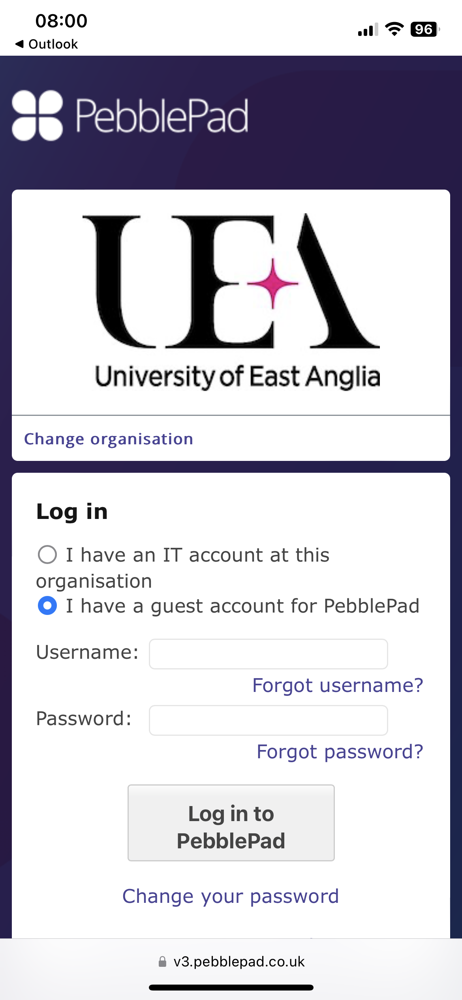 08:00
96
◀ Outlook
PebblePad
UEA
University of East Anglia
Change organisation
Log in
I have an IT account at this
organisation
I have a guest account for PebblePad
Username:
Forgot username?
Password:
Forgot password?
Log in to
PebblePad
Change your password
v3.pebblepad.co.uk